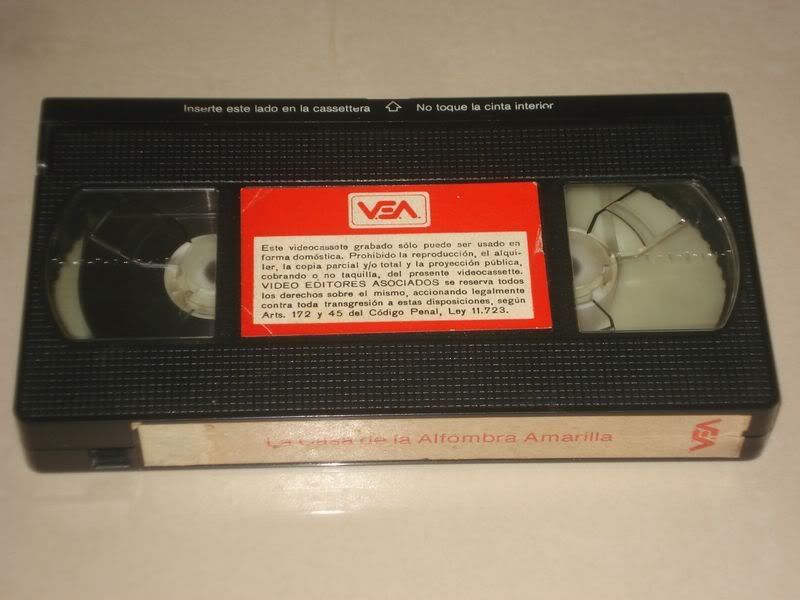 Inserte este lado en la cassettera ⇧ No toque la cinta interior
VEA.
Este videocassete grabado sólo puede ser usado en
forma doméstica. Prohibido la reproducción, el alqui-
ler, la copia parcial y/o total y la proyección pública,
cobrando o no taquilla, del presente videocassette.
VIDEO EDITORES ASOCIADOS se reserva todos
los derechos sobre el mismo, accionando legalmente
contra toda transgresión a estas disposiciones, según
Arts. 172 y 45 del Código Penal, Ley 11.723.
La Casa de la Alfombra Amarilla
VEA